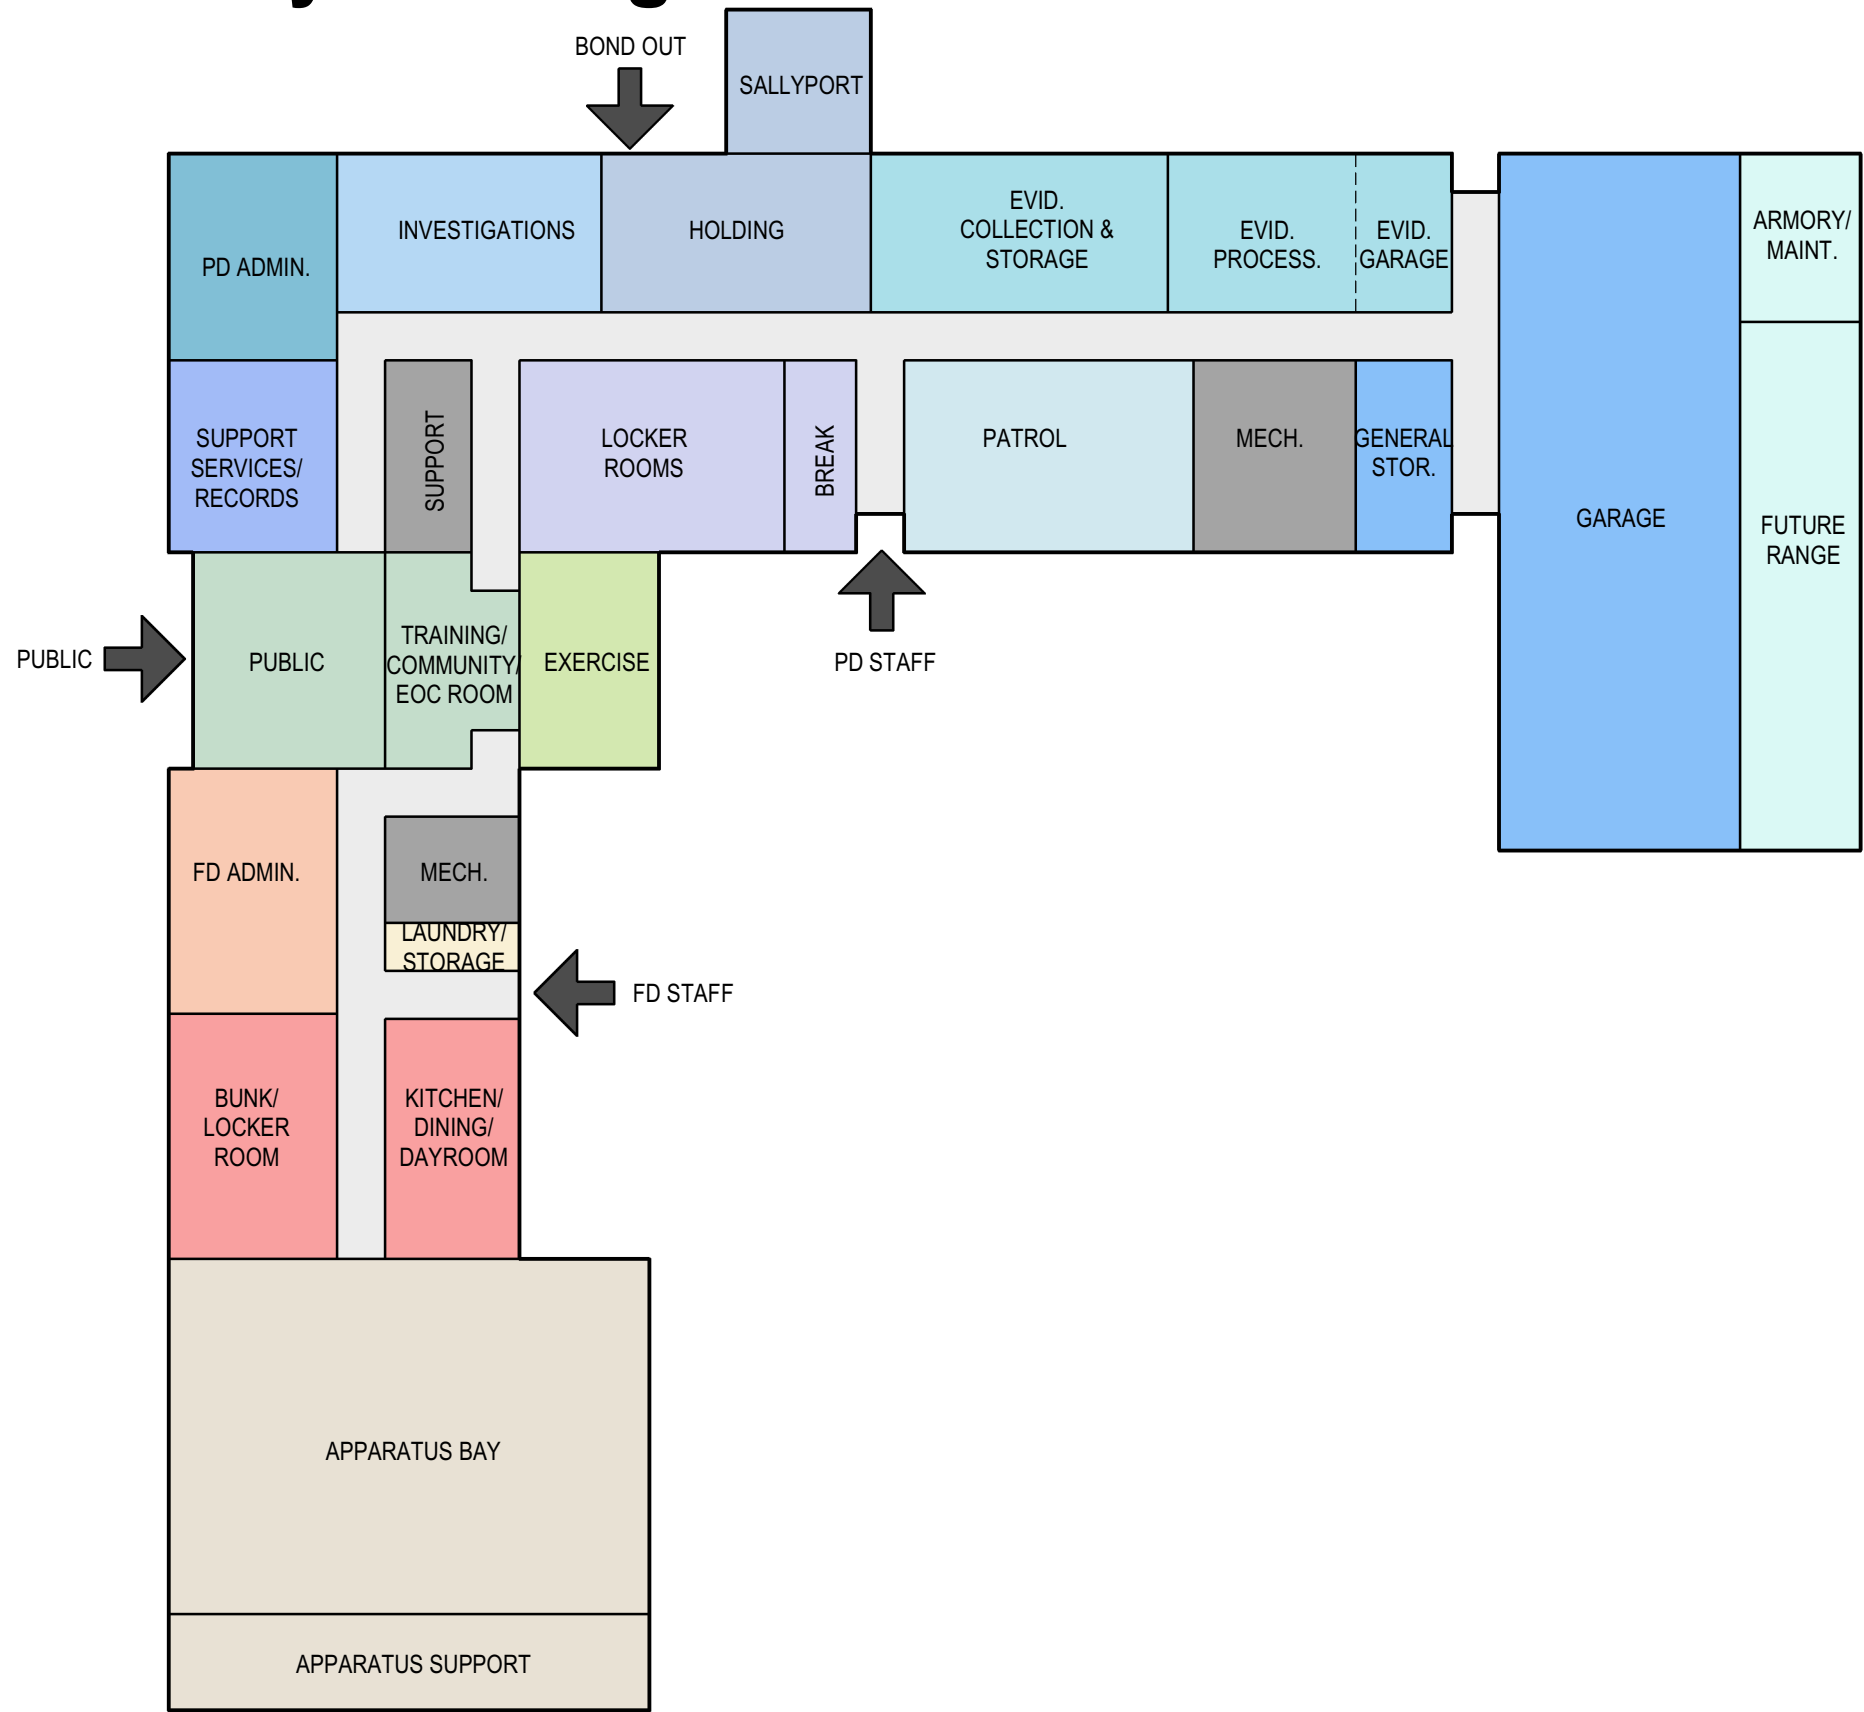 BOND OUT
SALLYPORT
PD ADMIN.
INVESTIGATIONS
HOLDING
EVID.
COLLECTION &
STORAGE
EVID.
PROCESS.
EVID.
GARAGE
ARMORY/
MAINT.
SUPPORT
SERVICES/
RECORDS
SUPPORT
LOCKER
ROOMS
BREAK
PATROL
MECH.
GENERAL
STOR.
GARAGE
FUTURE
RANGE
PUBLIC
PUBLIC
TRAINING/
COMMUNITY/
EOC ROOM
EXERCISE
PD STAFF
FD ADMIN.
MECH.
LAUNDRY/
STORAGE
FD STAFF
BUNK/
LOCKER
ROOM
KITCHEN/
DINING/
DAYROOM
APPARATUS BAY
APPARATUS SUPPORT